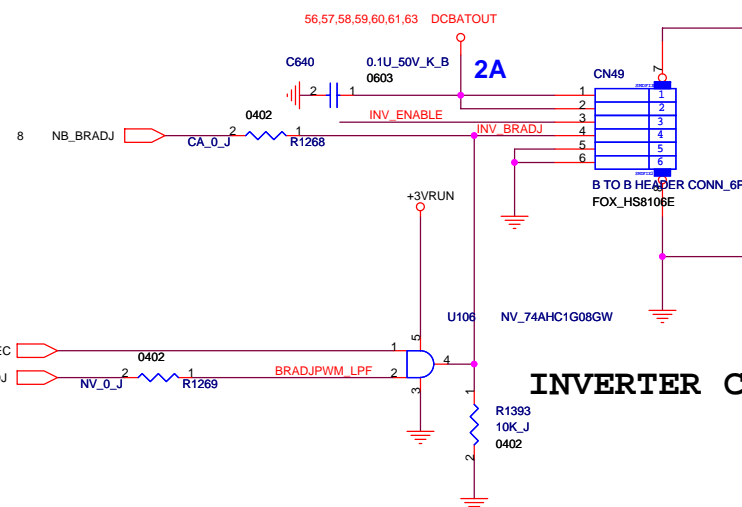 56,57,58,59,60,61,63 DCBATOUT
C640
0.1U_50V_K_B
0603
2A
CN49
7
2
1
1
1
2
2
INV_ENABLE
3
3
0402
8
NB_BRADJ
CA_0_J
2
1
R1268
INV_BRADJ
4
4
5
5
6
6
B TO B HEADER CONN_6P
FOX_HS8106E
+3VRUN
U106
NV_74AHC1G08GW
5
EC
1
4
0402
NV_0_J
2
1
R1269
BRADJPWM_LPF
2
3
INVERTER C
1
R1393
10K_J
0402
2